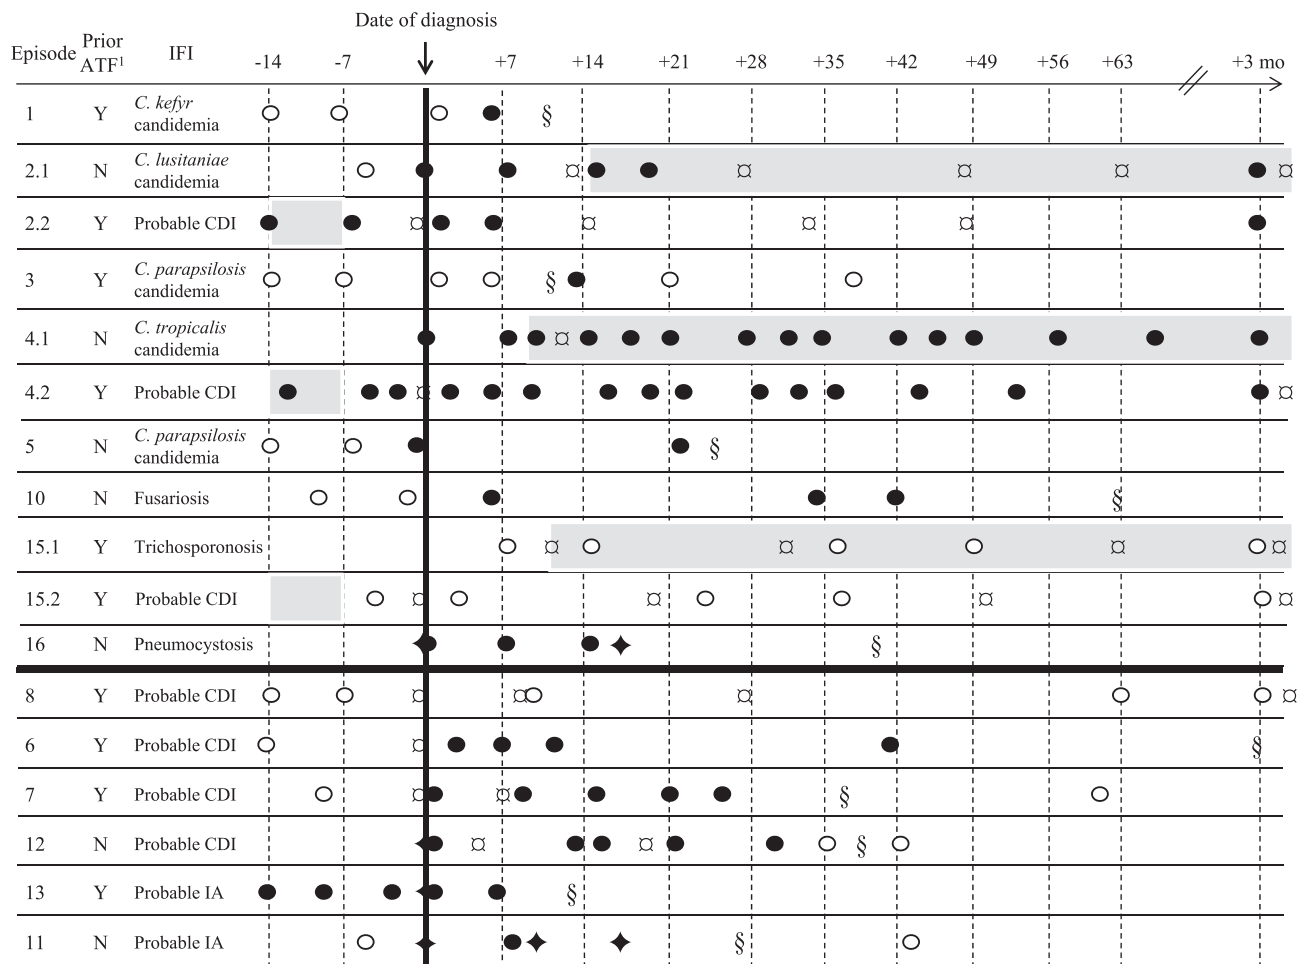 Date of diagnosis
Episode Prior ATF¹ IFI -14 -7 +7 +14 +21 +28 +35 +42 +49 +56 +63 +3 mo
1 Y C. kefyr candidemia §
2.1 N C. lusitaniae candidemia
2.2 Y Probable CDI
3 Y C. parapsilosis candidemia §
4.1 N C. tropicalis candidemia
4.2 Y Probable CDI
5 N C. parapsilosis candidemia §
10 N Fusariosis §
15.1 Y Trichosporonosis
15.2 Y Probable CDI
16 N Pneumocystosis §
8 Y Probable CDI
6 Y Probable CDI §
7 Y Probable CDI §
12 N Probable CDI §
13 Y Probable IA §
11 N Probable IA §